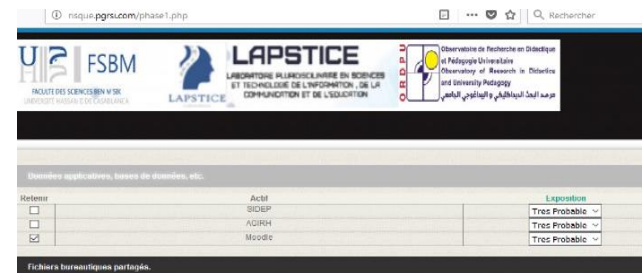 nsque.pgrsu.com/phase1.php
Rechercher
FSBM
FACULTE DES SCIENCES BEN M'SIK
UNIVERSITE HASSAN II DE CASABLANCA
LAPSTICE
LAPSTICE
LABORATOIRE PLURIDISCIPLINAIRE EN SCIENCES
ET TECHNOLOGIE DE L'INFORMATION , DE LA
COMMUNICATION ET DE L'EDUCATION
ORDPU
Observatoire de Recherche en Didactique
et Pédagogie Universitaire
Observatory of Research in Didactics
and University Pedagogy
مرصد البحث الديداكتيكي و البيداغوجي الجامعي
Données applicatives, bases de données, etc.
Retenir Actif Exposition
SIDEP Tres Probable
AGIRH Tres Probable
Moodle Tres Probable
Fichiers bureautiques partagés.